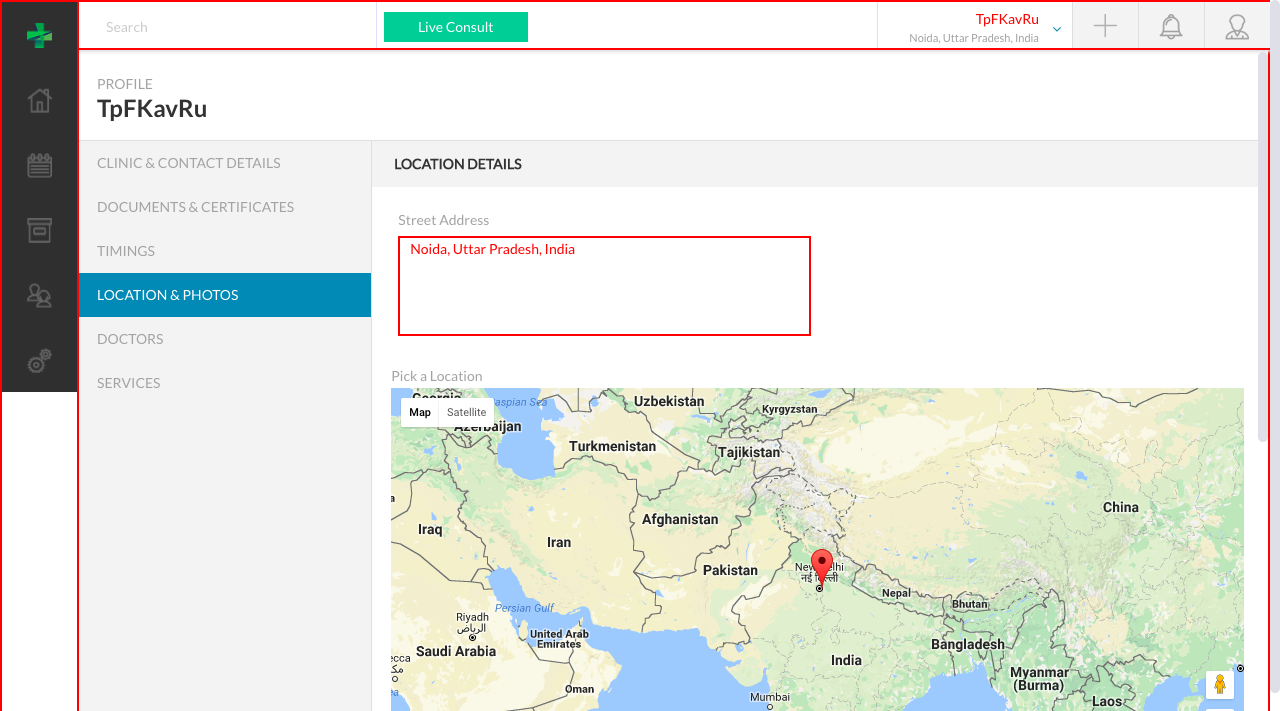 Search
Live Consult
TpFKavRu
Noida, Uttar Pradesh, India
PROFILE
TpFKavRu
CLINIC & CONTACT DETAILS
DOCUMENTS & CERTIFICATES
TIMINGS
LOCATION & PHOTOS
DOCTORS
SERVICES
LOCATION DETAILS
Street Address
Noida, Uttar Pradesh, India
Pick a Location
Map
Satellite
Georgia
Caspian Sea
Azerbaijan
Uzbekistan
Kyrgyzstan
Turkmenistan
Tajikistan
China
Afghanistan
Iraq
Iran
Pakistan
New Delhi
नई दिल्ली
Nepal
Bhutan
Persian Gulf
Riyadh
الرياض
United Arab
Emirates
Saudi Arabia
Bangladesh
India
Myanmar
(Burma)
Oman
Mumbai
Laos